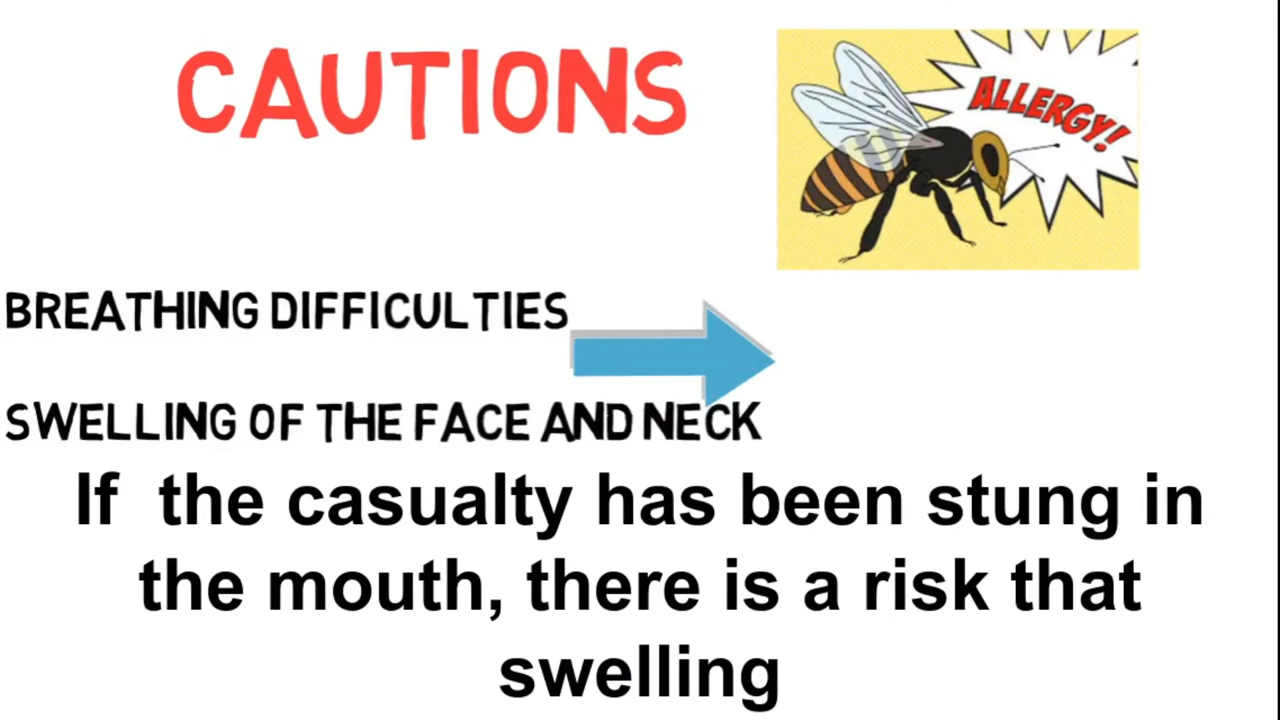 CAUTIONS
ALLERGY!
BREATHING DIFFICULTIES
SWELLING OF THE FACE AND NECK
If the casualty has been stung in
the mouth, there is a risk that
swelling